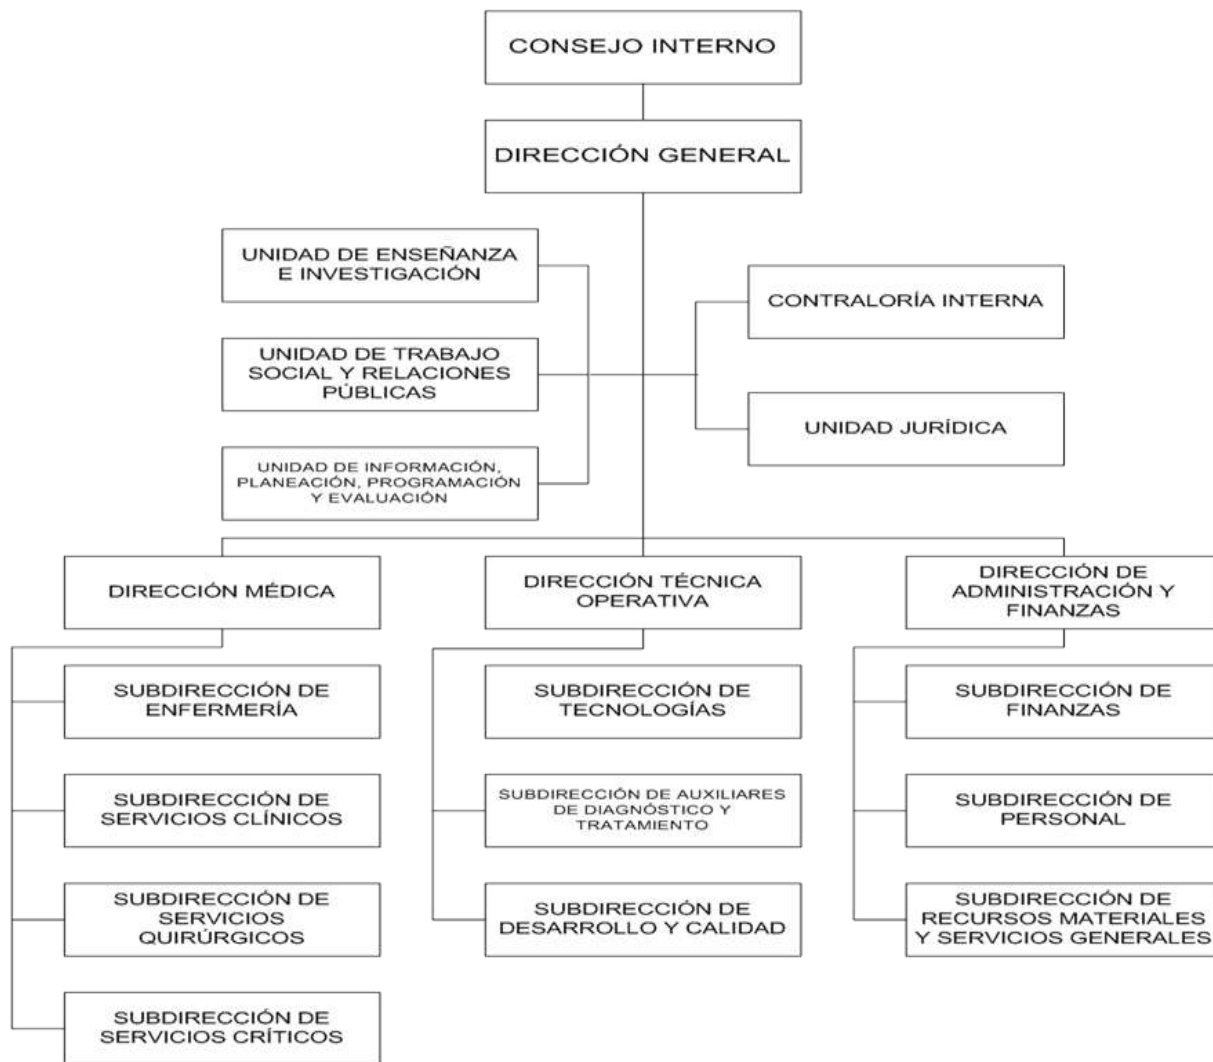 CONSEJO INTERNO
DIRECCIÓN GENERAL
UNIDAD DE ENSEÑANZA
E INVESTIGACIÓN
CONTRALORÍA INTERNA
UNIDAD DE TRABAJO
SOCIAL Y RELACIONES
PÚBLICAS
UNIDAD JURÍDICA
UNIDAD DE INFORMACIÓN,
PLANEACIÓN, PROGRAMACIÓN
Y EVALUACIÓN
DIRECCIÓN MÉDICA
DIRECCIÓN TÉCNICA
OPERATIVA
DIRECCIÓN DE
ADMINISTRACIÓN Y
FINANZAS
SUBDIRECCIÓN DE
ENFERMERÍA
SUBDIRECCIÓN DE
TECNOLOGÍAS
SUBDIRECCIÓN DE
FINANZAS
SUBDIRECCIÓN DE
SERVICIOS CLÍNICOS
SUBDIRECCIÓN DE AUXILIARES
DE DIAGNÓSTICO Y
TRATAMIENTO
SUBDIRECCIÓN DE
PERSONAL
SUBDIRECCIÓN DE
SERVICIOS
QUIRÚRGICOS
SUBDIRECCIÓN DE
DESARROLLO Y CALIDAD
SUBDIRECCIÓN DE
RECURSOS MATERIALES
Y SERVICIOS GENERALES
SUBDIRECCIÓN DE
SERVICIOS CRÍTICOS